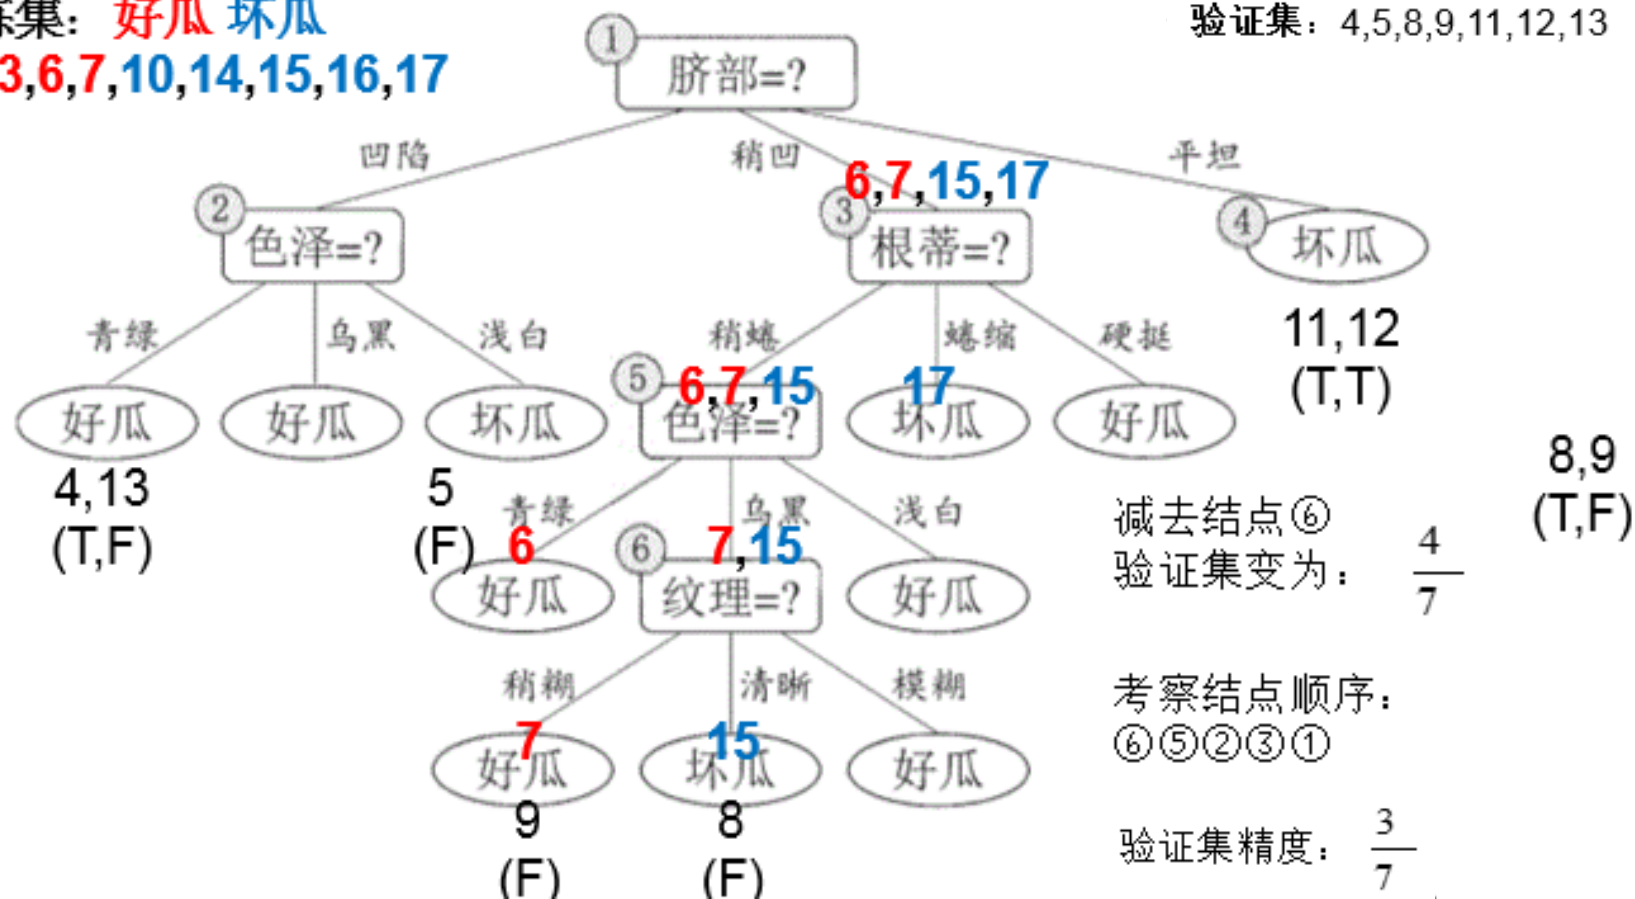 练集：好瓜 坏瓜
验证集：4,5,8,9,11,12,13
3,6,7,10,14,15,16,17
① 脐部=?
凹陷 稍凹 平坦
6,7,15,17
② 色泽=?
③ 根蒂=?
④ 坏瓜
青绿 乌黑 浅白
稍蜷 蜷缩 硬挺
11,12
(T,T)
好瓜 好瓜 坏瓜
⑤ 6,7,15
色泽=?
17
坏瓜 好瓜
4,13
(T,F)
5
(F)
8,9
(T,F)
青绿 乌黑 浅白
6
好瓜
⑥ 7,15
纹理=?
好瓜
减去结点⑥
验证集变为： 4/7
稍糊 清晰 模糊
7
好瓜
15
坏瓜
好瓜
9
(F)
8
(F)
考察结点顺序：
⑥⑤②③①
验证集精度： 3/7